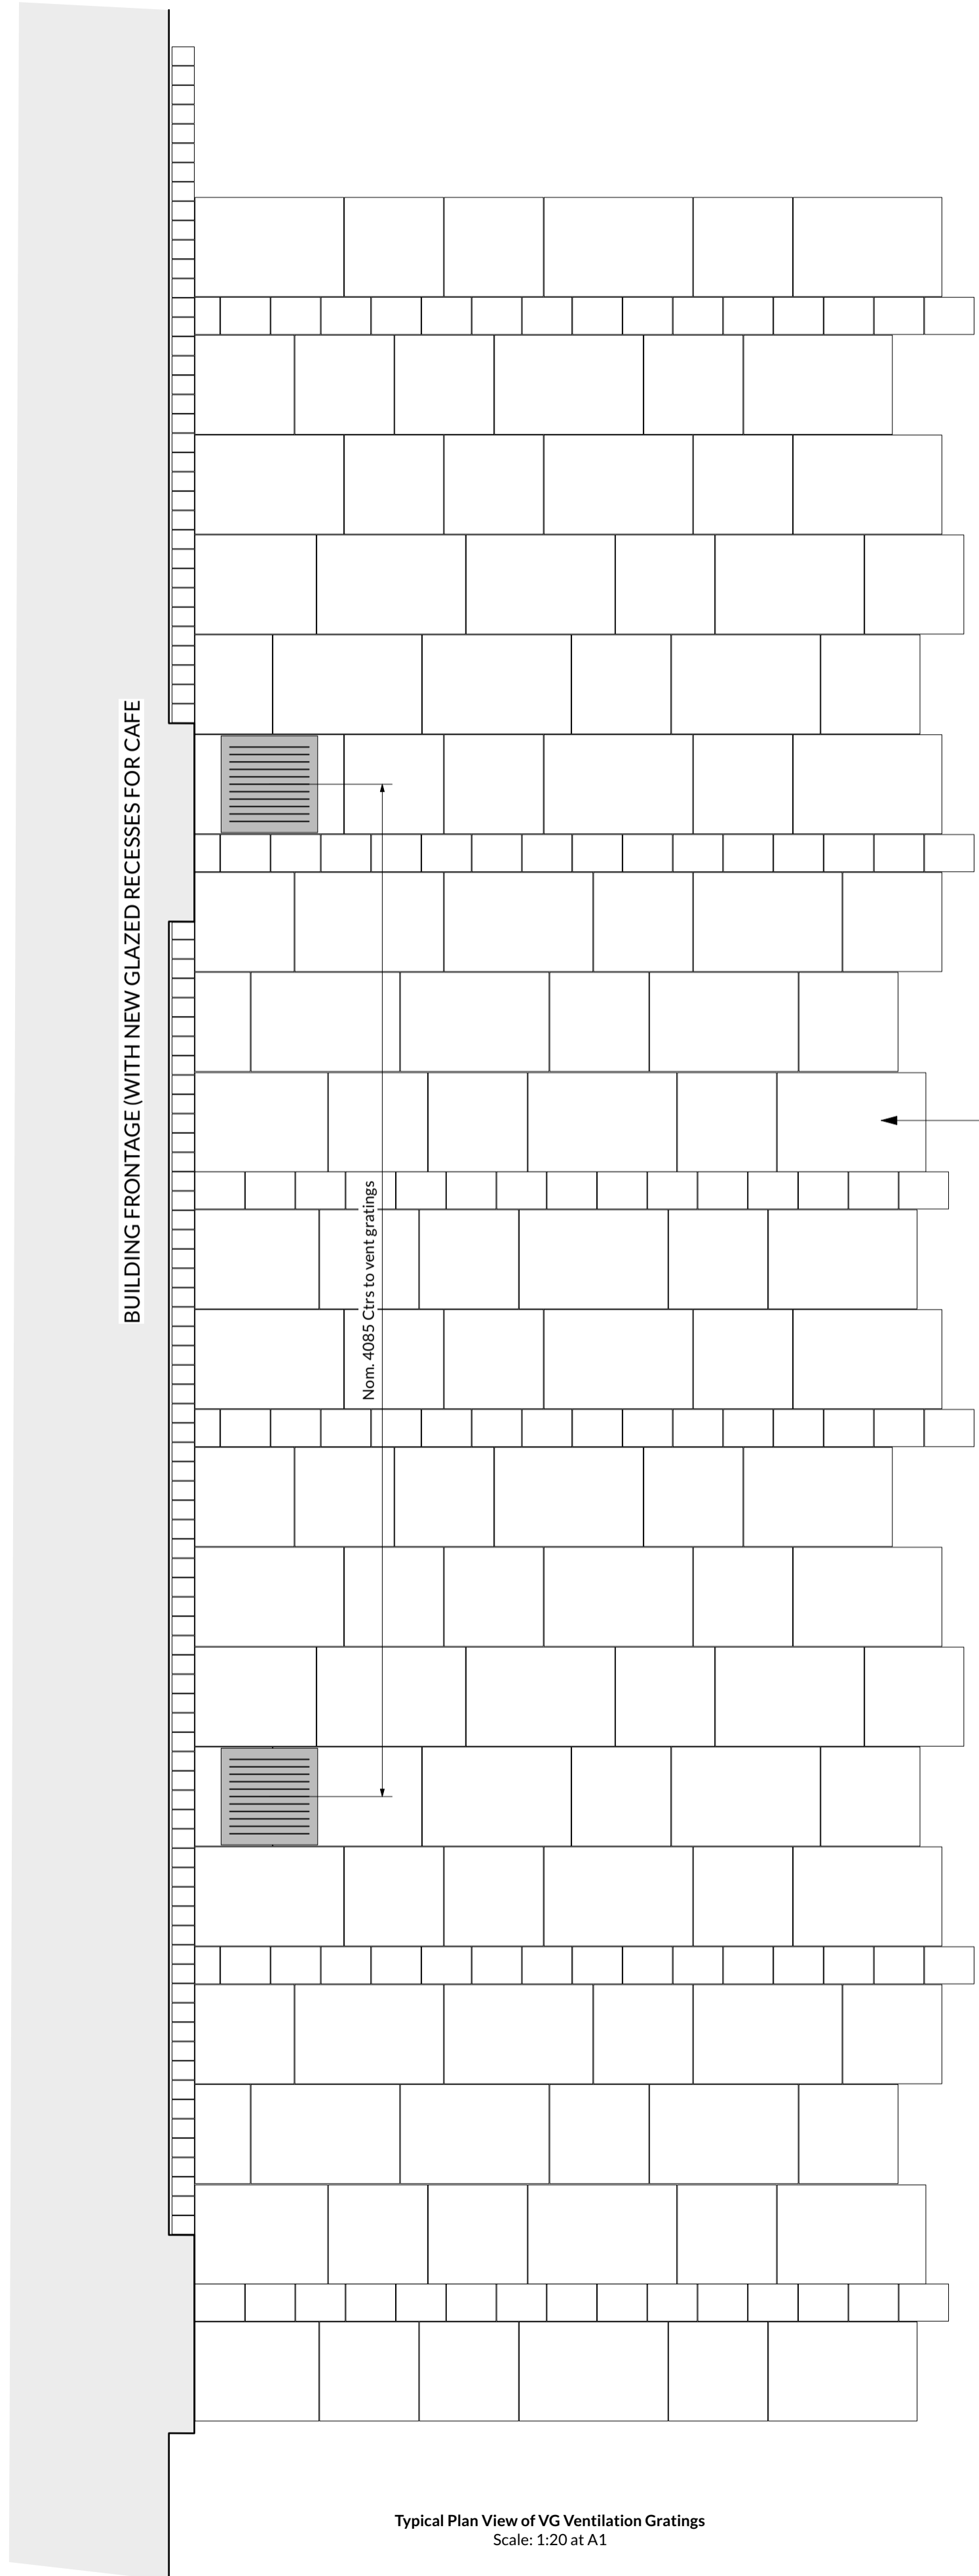 BUILDING FRONTAGE (WITH NEW GLAZED RECESSES FOR CAFE
Nom. 4085 Ctrs to vent gratings
Typical Plan View of VG Ventilation Gratings
Scale: 1:20 at A1